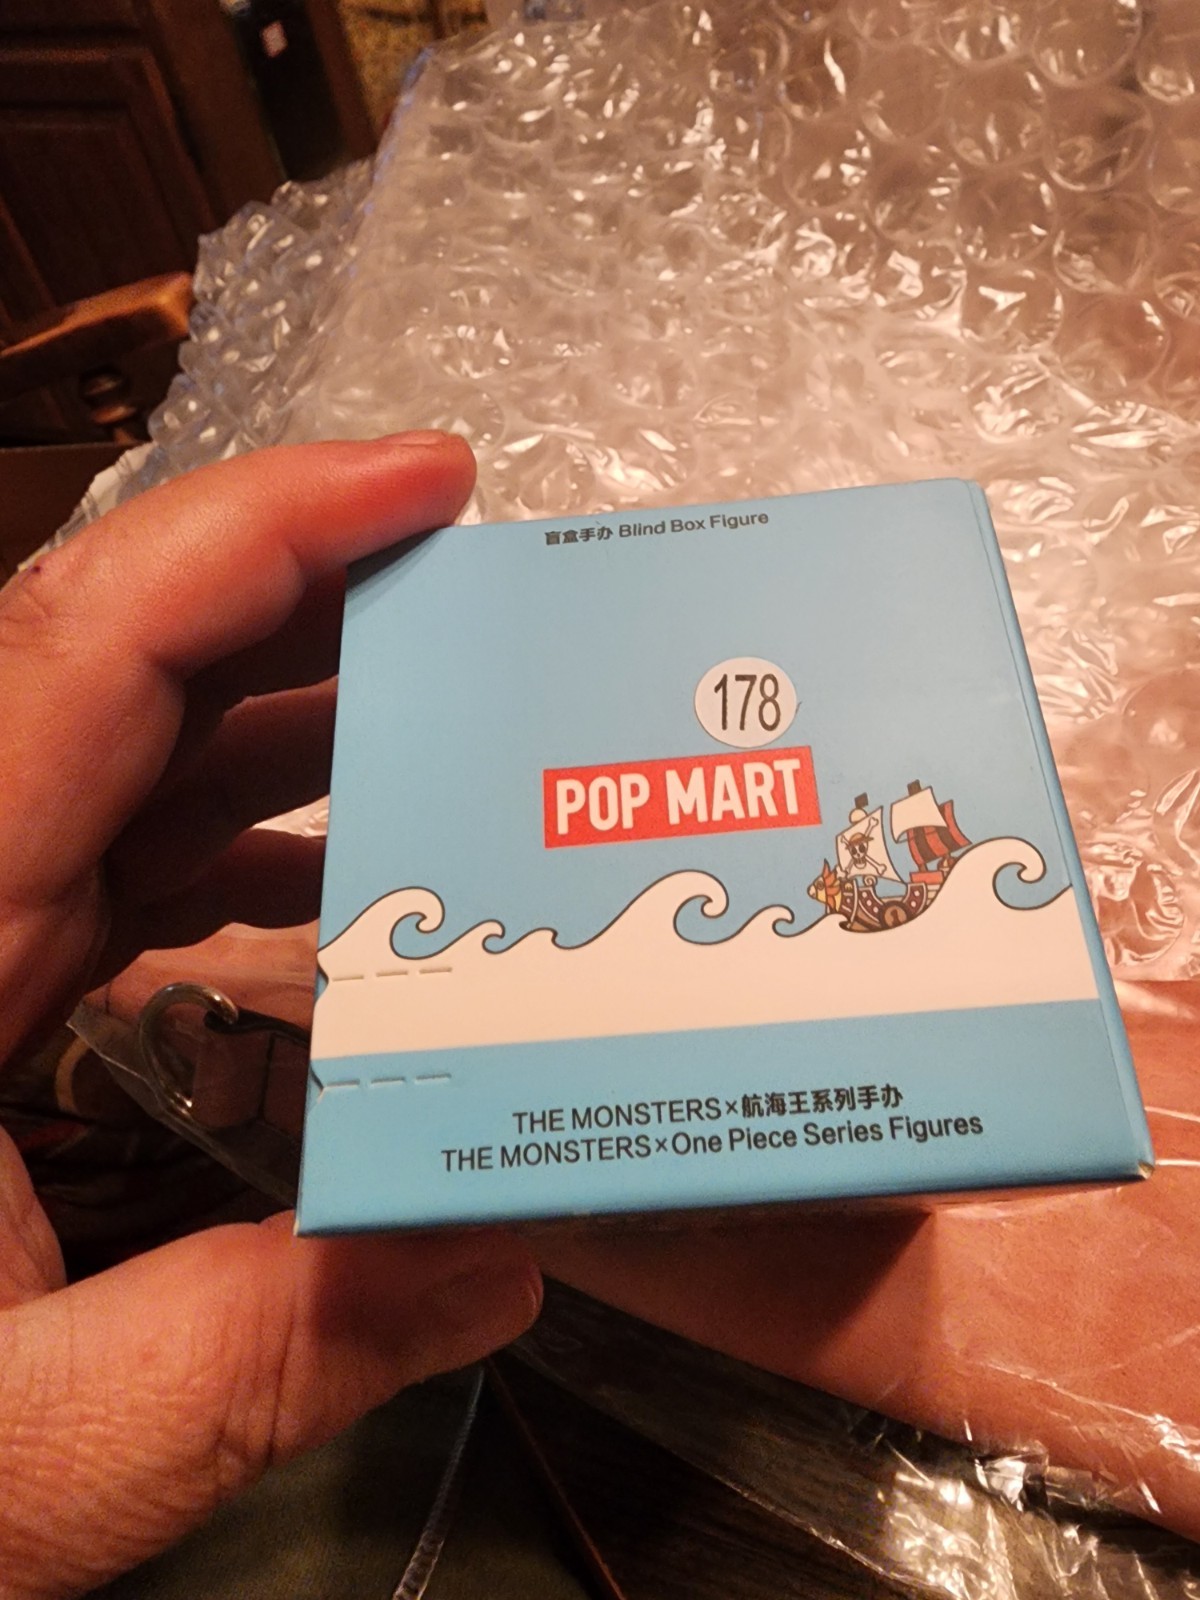 盲盒手办 Blind Box Figure
178
POP MART
THE MONSTERS×航海王系列手办
THE MONSTERS×One Piece Series Figures